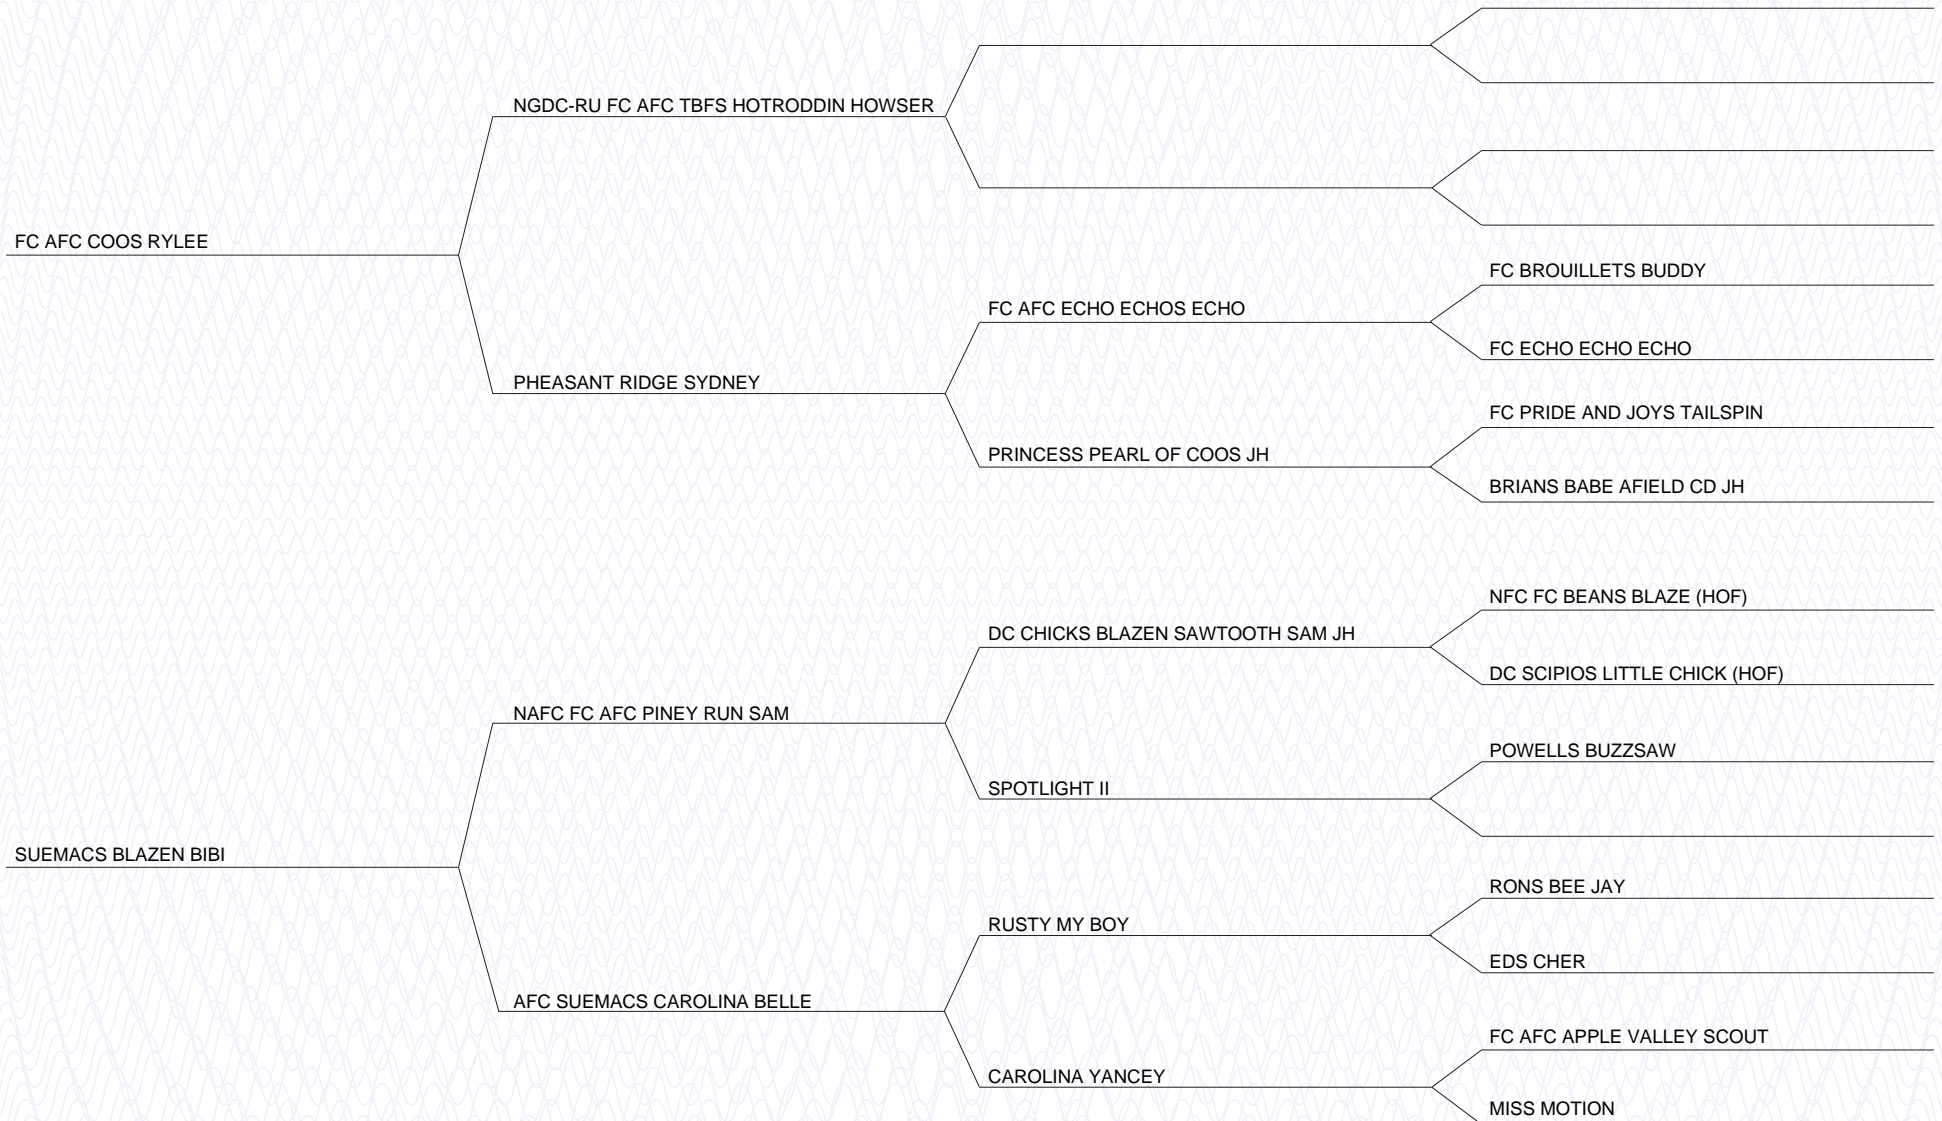 NGDC-RU FC AFC TBFS HOTRODDIN HOWSER
FC AFC COOS RYLEE
FC BROUILLETS BUDDY
FC AFC ECHO ECHOS ECHO
FC ECHO ECHO ECHO
PHEASANT RIDGE SYDNEY
FC PRIDE AND JOYS TAILSPIN
PRINCESS PEARL OF COOS JH
BRIANS BABE AFIELD CD JH
NFC FC BEANS BLAZE (HOF)
DC CHICKS BLAZEN SAWTOOTH SAM JH
DC SCIPIOS LITTLE CHICK (HOF)
NAFC FC AFC PINEY RUN SAM
POWELLS BUZZSAW
SPOTLIGHT II
SUEMACS BLAZEN BIBI
RONS BEE JAY
RUSTY MY BOY
EDS CHER
AFC SUEMACS CAROLINA BELLE
FC AFC APPLE VALLEY SCOUT
CAROLINA YANCEY
MISS MOTION